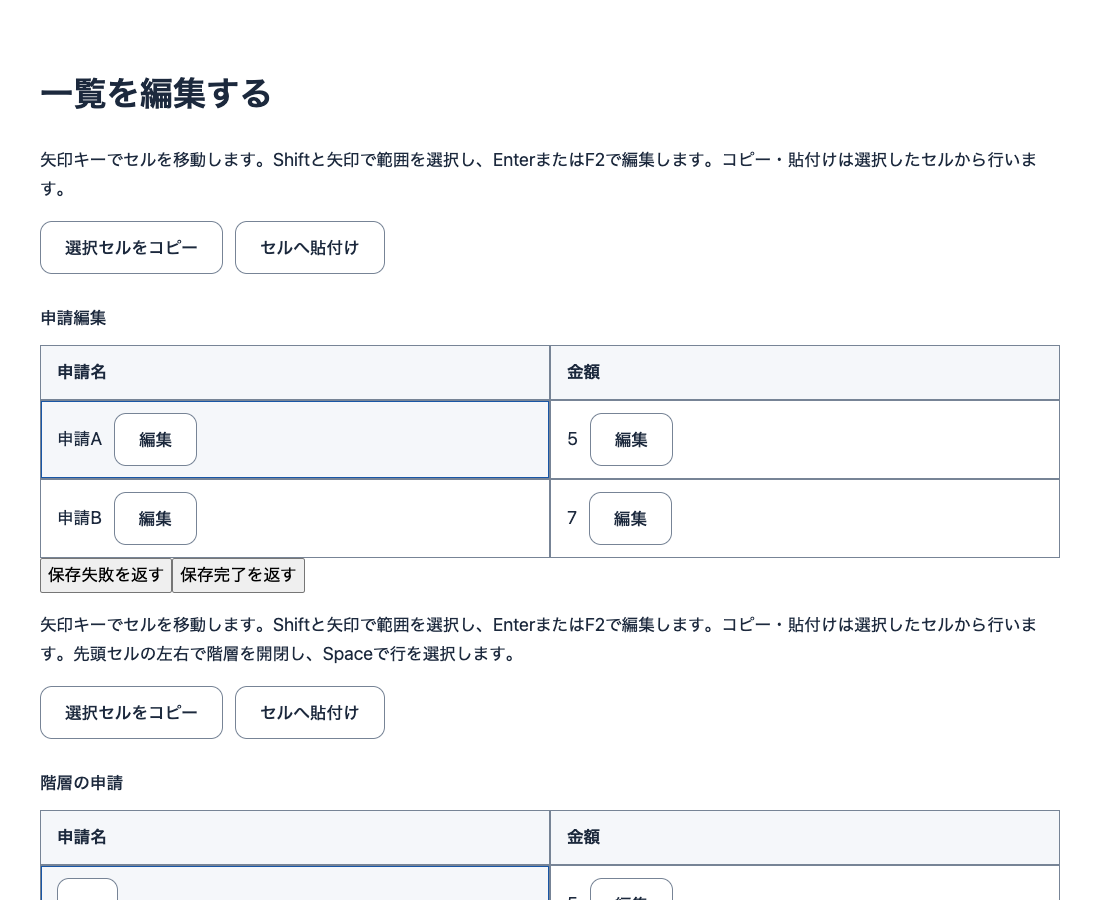 一覧を編集する
矢印キーでセルを移動します。Shiftと矢印で範囲を選択し、EnterまたはF2で編集します。コピー・貼付けは選択したセルから行いま
す。
選択セルをコピー セルへ貼付け
申請編集
申請名 金額
申請A 編集 5 編集
申請B 編集 7 編集
保存失敗を返す 保存完了を返す
矢印キーでセルを移動します。Shiftと矢印で範囲を選択し、EnterまたはF2で編集します。コピー・貼付けは選択したセルから行いま
す。先頭セルの左右で階層を開閉し、Spaceで行を選択します。
選択セルをコピー セルへ貼付け
階層の申請
申請名 金額